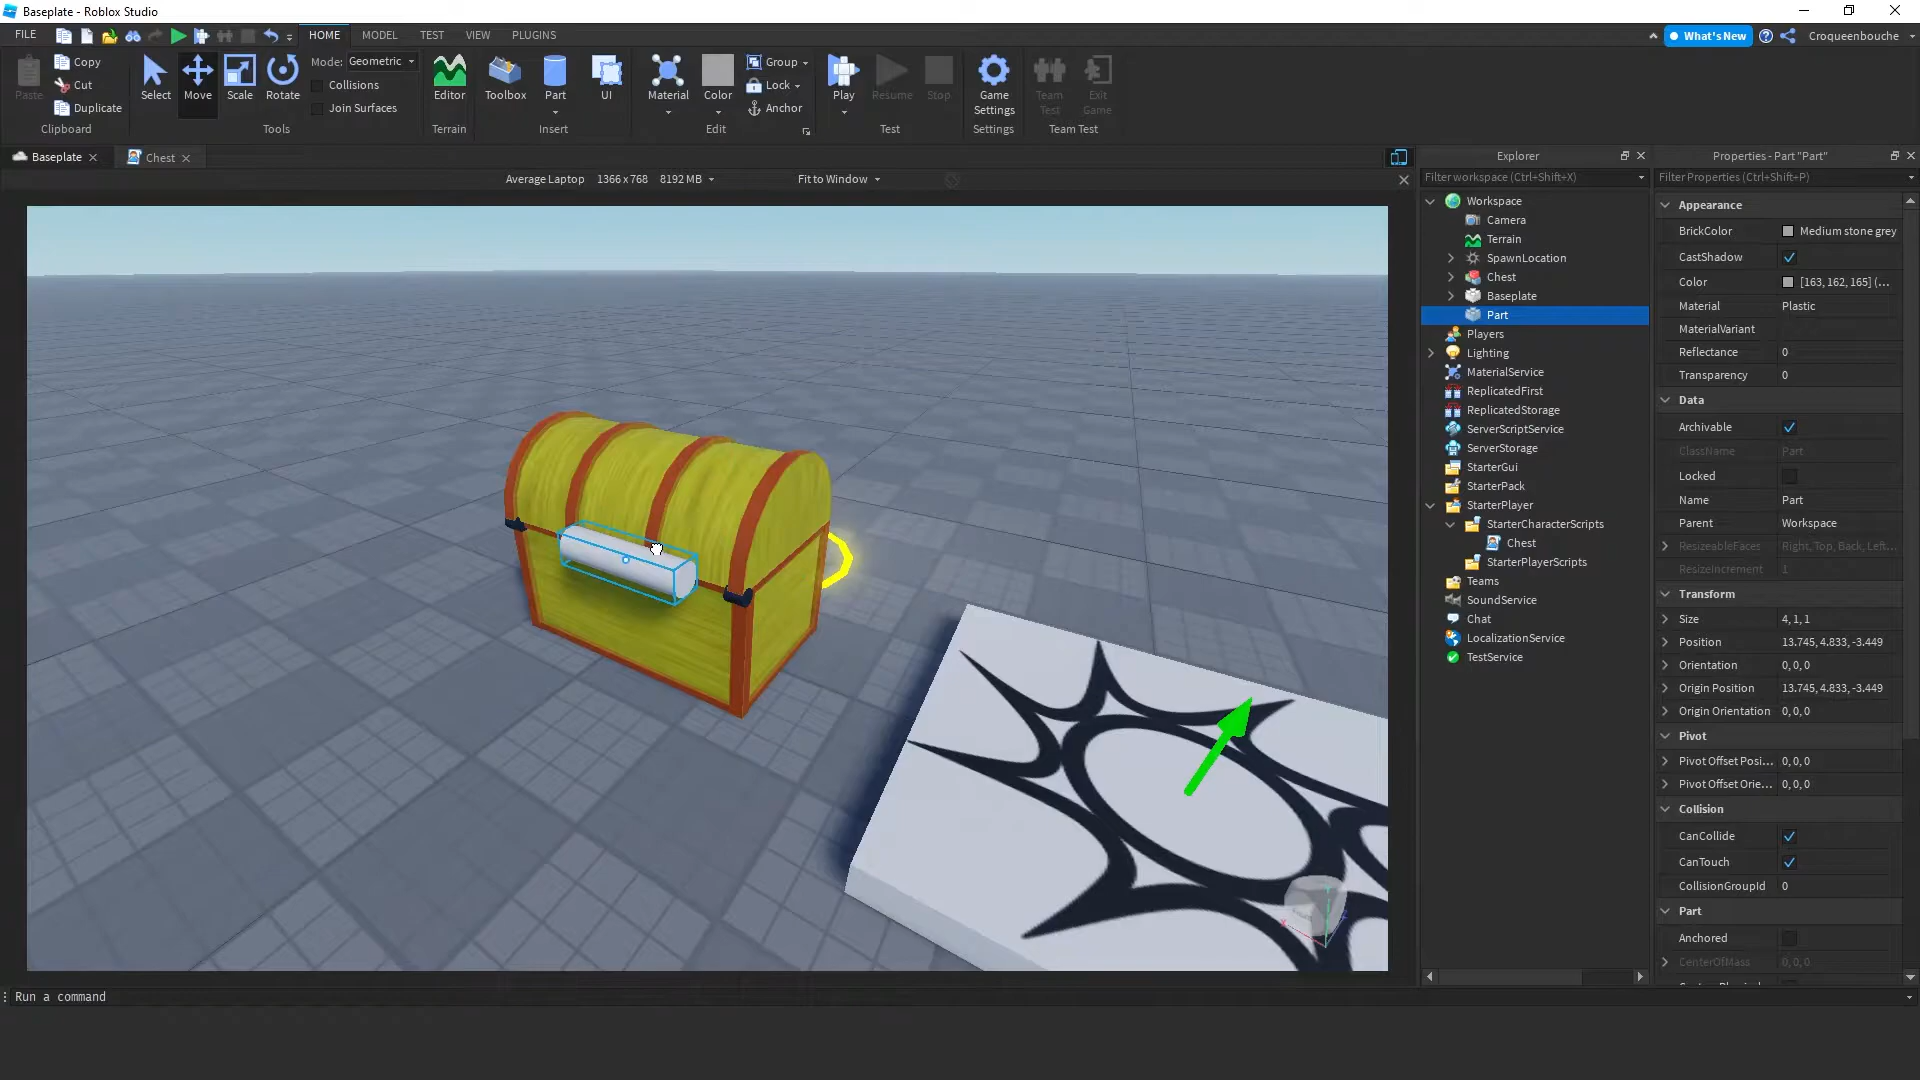 Baseplate - Roblox Studio
FILE HOME MODEL TEST VIEW PLUGINS What's New Croqueenbouche
Paste Copy Cut Duplicate Clipboard
Select Move Scale Rotate Mode: Geometric Collisions Join Surfaces Tools
Editor Terrain
Toolbox Part UI Insert
Material Color Group Lock Anchor Edit
Play Resume Stop Test
Game Settings Settings
Team Test Exit Game Team Test
Baseplate Chest
Average Laptop 1366x768 8192 MB Fit to Window
Explorer
Filter workspace (Ctrl+Shift+X)
Workspace
Camera
Terrain
SpawnLocation
Chest
Baseplate
Part
Players
Lighting
MaterialService
ReplicatedFirst
ReplicatedStorage
ServerScriptService
ServerStorage
StarterGui
StarterPack
StarterPlayer
StarterCharacterScripts
Chest
StarterPlayerScripts
Teams
SoundService
Chat
LocalizationService
TestService
Properties - Part "Part"
Filter Properties (Ctrl+Shift+P)
Appearance
BrickColor Medium stone grey
CastShadow
Color [163, 162, 165] (...
Material Plastic
MaterialVariant
Reflectance 0
Transparency 0
Data
Archivable
ClassName Part
Locked
Name Part
Parent Workspace
ResizeableFaces Right, Top, Back, Left...
ResizeIncrement 1
Transform
Size 4, 1, 1
Position 13.745, 4.833, -3.449
Orientation 0, 0, 0
Origin Position 13.745, 4.833, -3.449
Origin Orientation 0, 0, 0
Pivot
Pivot Offset Posi... 0, 0, 0
Pivot Offset Orie... 0, 0, 0
Collision
CanCollide
CanTouch
CollisionGroupId 0
Part
Anchored
CenterOfMass 0, 0, 0
Run a command